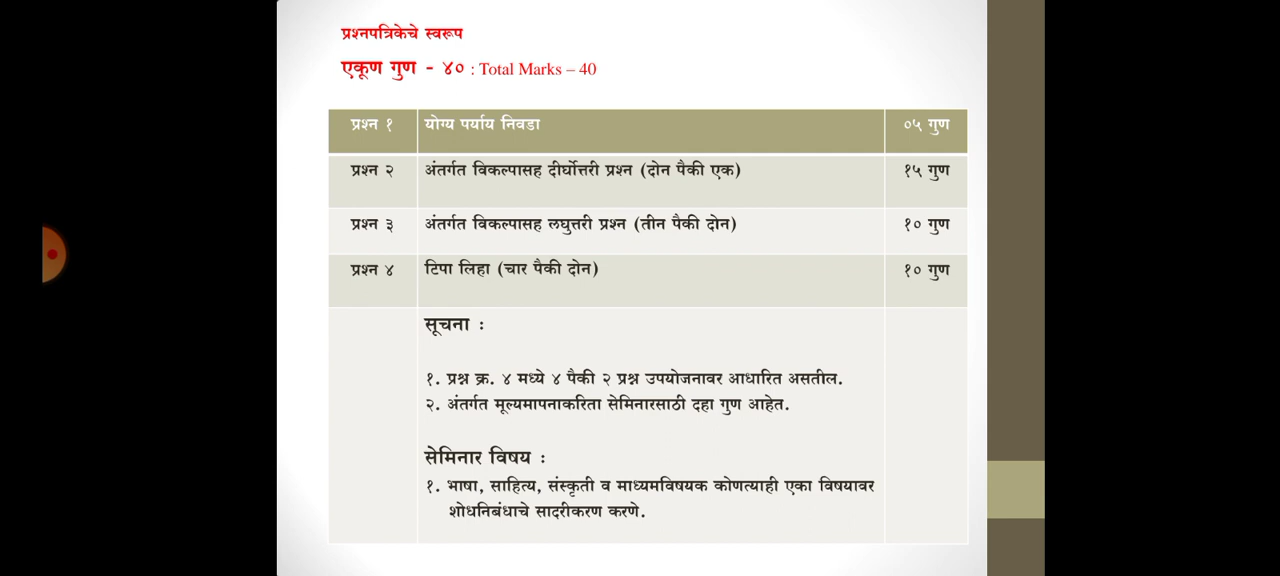 प्रश्नपत्रिकेचे स्वरूप
एकूण गुण - ४० : Total Marks – 40
प्रश्न १ योग्य पर्याय निवडा ०५ गुण
प्रश्न २ अंतर्गत विकल्पासह दीर्घोत्तरी प्रश्न (दोन पैकी एक) १५ गुण
प्रश्न ३ अंतर्गत विकल्पासह लघुत्तरी प्रश्न (तीन पैकी दोन) १० गुण
प्रश्न ४ टिपा लिहा (चार पैकी दोन) १० गुण
सूचना :
१. प्रश्न क्र. ४ मध्ये ४ पैकी २ प्रश्न उपयोजनावर आधारित असतील.
२. अंतर्गत मूल्यमापनाकरिता सेमिनारसाठी दहा गुण आहेत.
सेमिनार विषय :
१. भाषा, साहित्य, संस्कृती व माध्यमविषयक कोणत्याही एका विषयावर
शोधनिबंधाचे सादरीकरण करणे.